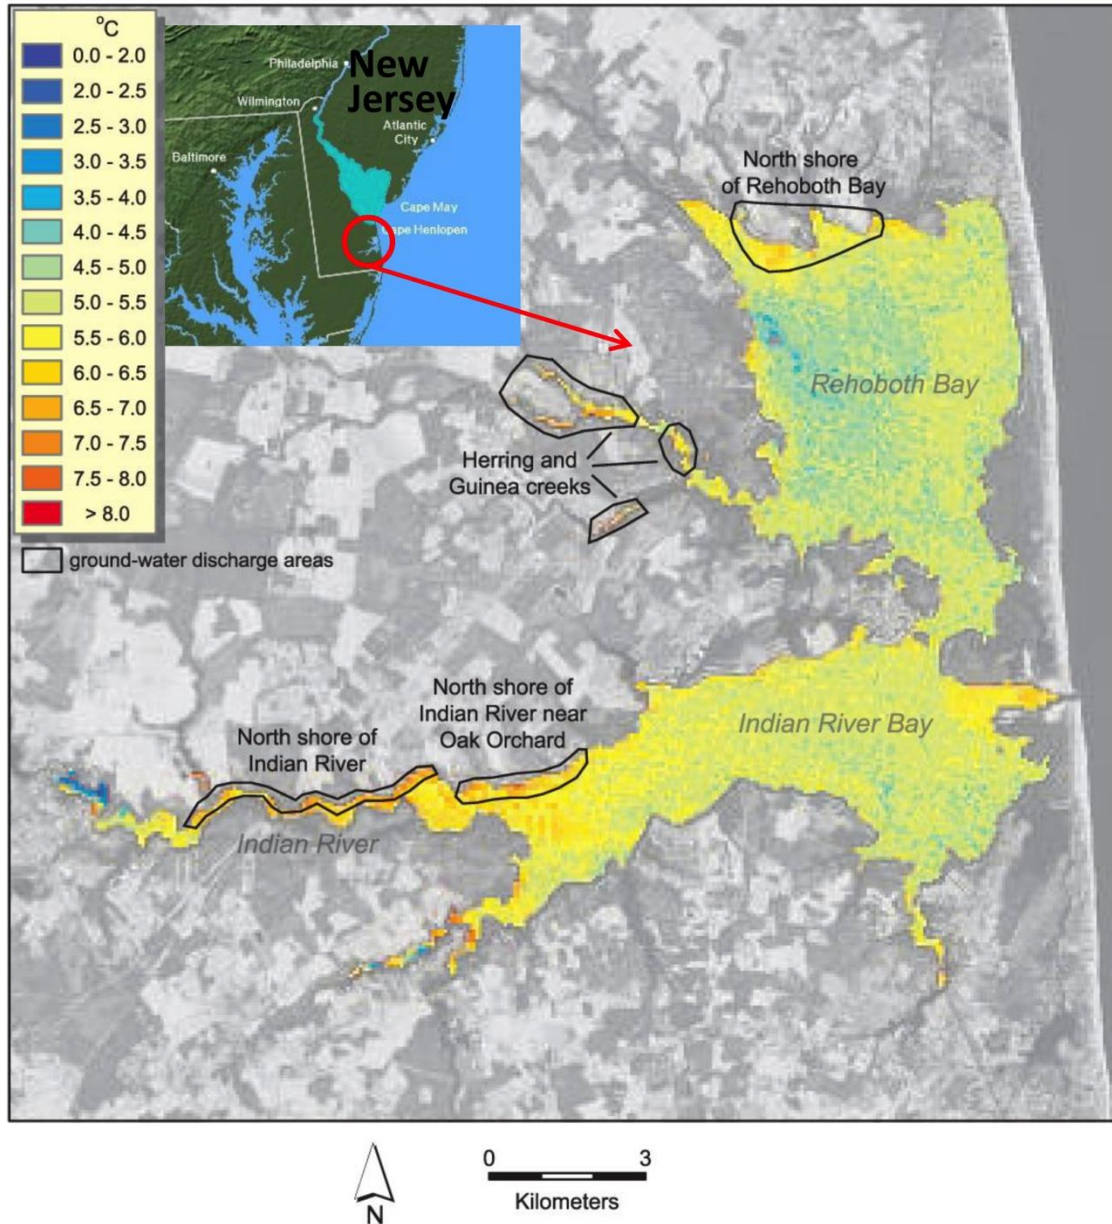 °C
0.0 - 2.0
2.0 - 2.5
2.5 - 3.0
3.0 - 3.5
3.5 - 4.0
4.0 - 4.5
4.5 - 5.0
5.0 - 5.5
5.5 - 6.0
6.0 - 6.5
6.5 - 7.0
7.0 - 7.5
7.5 - 8.0
> 8.0
ground-water discharge areas
Philadelphia
New
Jersey
Wilmington
Atlantic
City
Baltimore
Cape May
Cape Henlopen
North shore
of Rehoboth Bay
Rehoboth Bay
Herring and
Guinea creeks
North shore of
Indian River near
Oak Orchard
North shore of
Indian River
Indian River Bay
Indian River
N
0 3
Kilometers